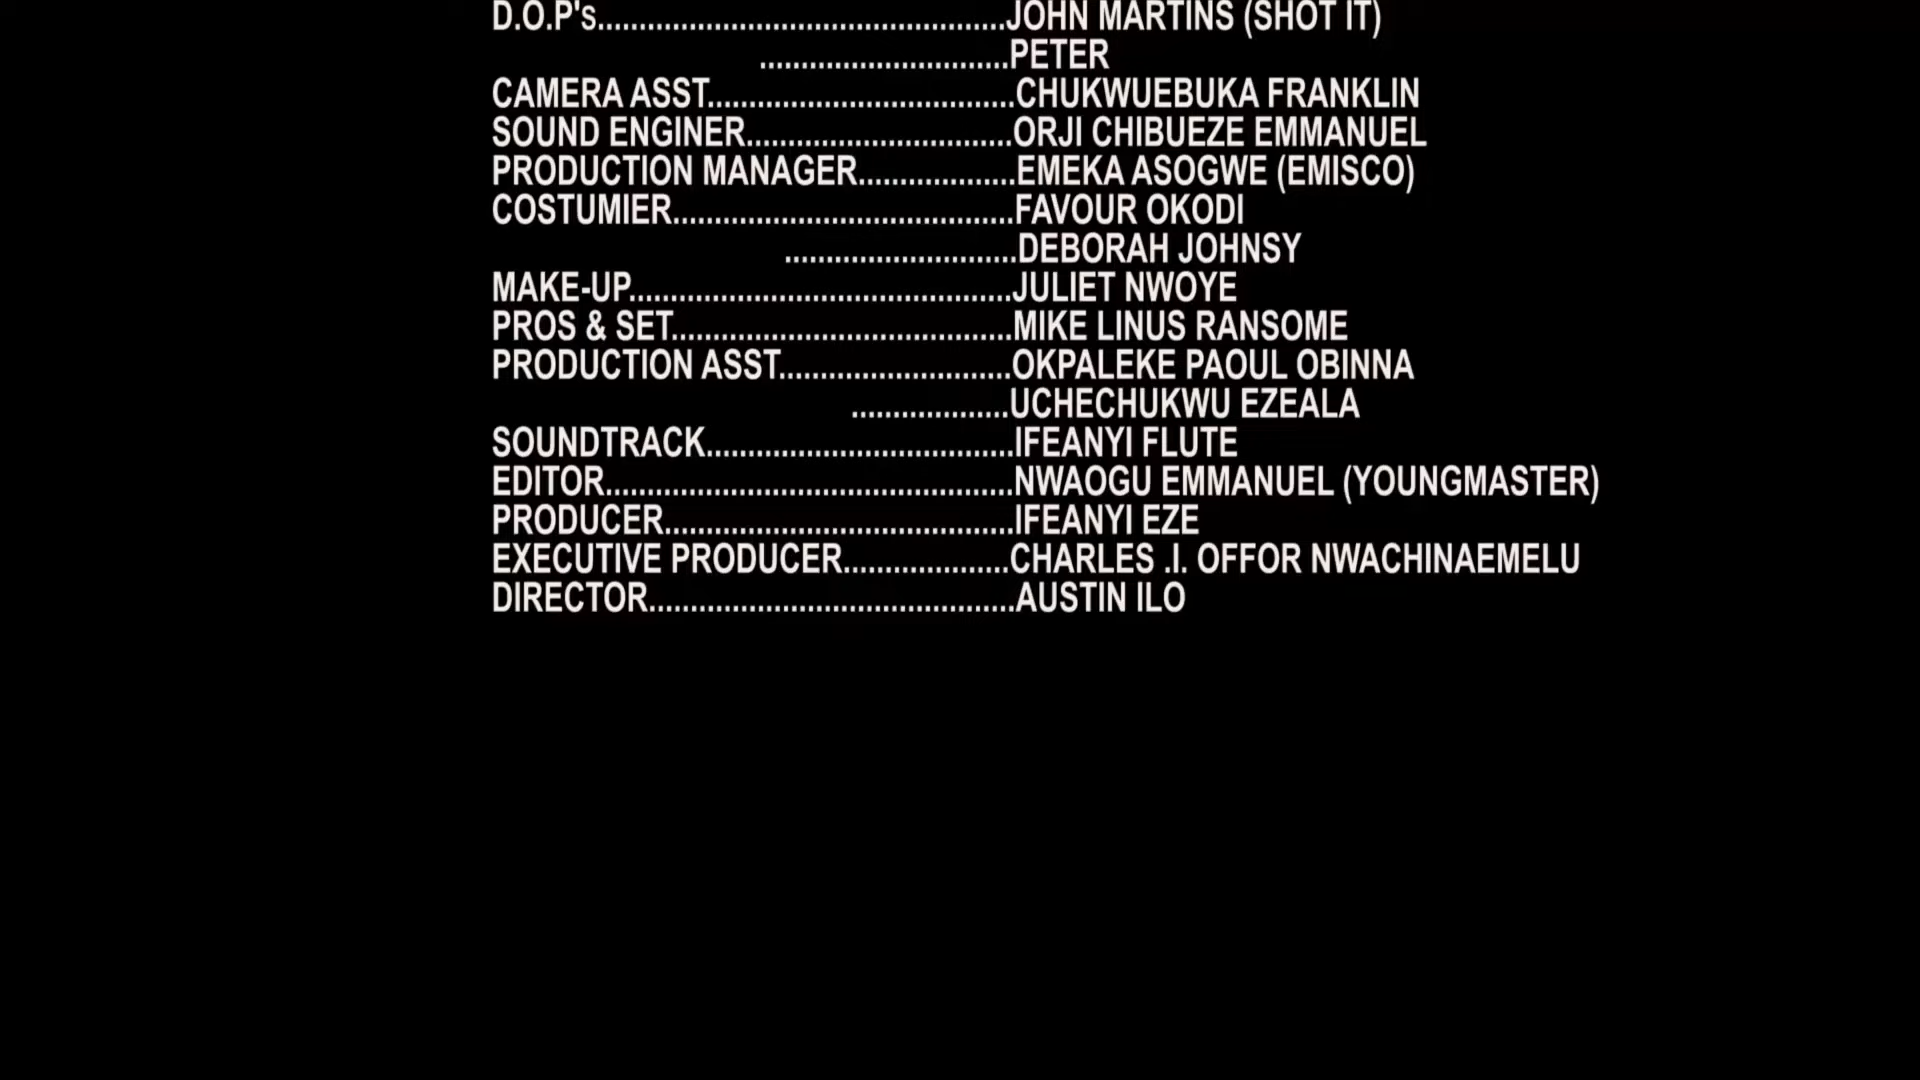 D.O.P's.................................................JOHN MARTINS (SHOT IT)
..............................PETER
CAMERA ASST.....................................CHUKWUEBUKA FRANKLIN
SOUND ENGINER................................ORJI CHIBUEZE EMMANUEL
PRODUCTION MANAGER...................EMEKA ASOGWE (EMISCO)
COSTUMIER.........................................FAVOUR OKODI
............................DEBORAH JOHNSY
MAKE-UP..............................................JULIET NWOYE
PROS & SET.........................................MIKE LINUS RANSOME
PRODUCTION ASST............................OKPALEKE PAOUL OBINNA
...................UCHECHUKWU EZEALA
SOUNDTRACK.....................................IFEANYI FLUTE
EDITOR.................................................NWAOGU EMMANUEL (YOUNGMASTER)
PRODUCER..........................................IFEANYI EZE
EXECUTIVE PRODUCER....................CHARLES .I. OFFOR NWACHINAEMELU
DIRECTOR............................................AUSTIN ILO